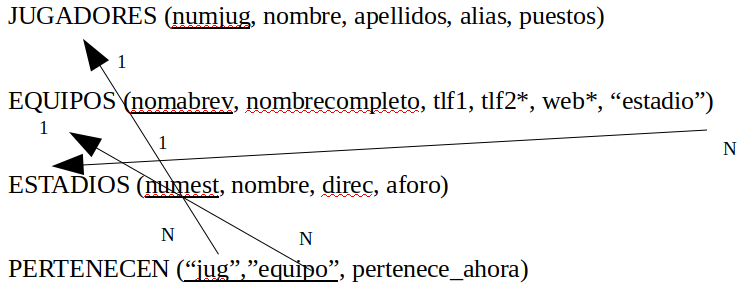 JUGADORES (numjug, nombre, apellidos, alias, puestos)
1
EQUIPOS (nomabrev, nombrecompleto, tlf1, tlf2*, web*, “estadio”)
1
1
N
ESTADIOS (numest, nombre, direc, aforo)
N
N
PERTENECEN (“jug”,”equipo”, pertenece_ahora)